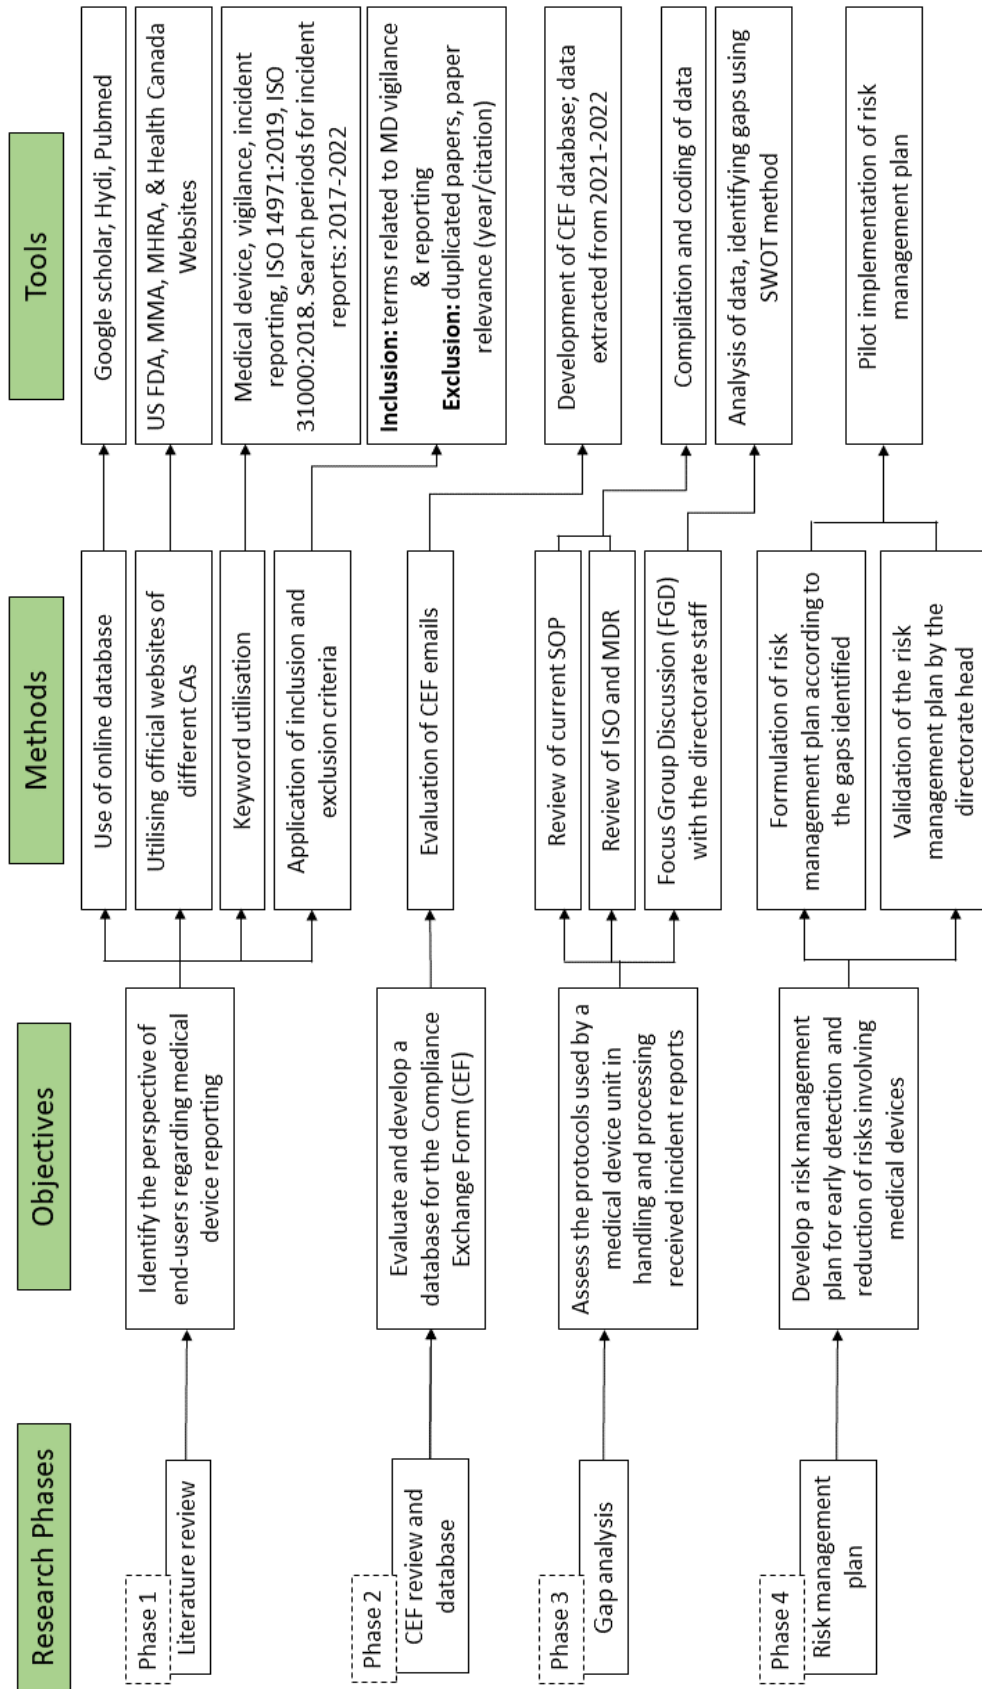 Research Phases
Objectives
Methods
Tools
Phase 1
Literature review
Identify the perspective of
end-users regarding medical
device reporting
Use of online database
Google scholar, Hydi, Pubmed
Utilising official websites of
different CAs
US FDA, MMA, MHRA, & Health Canada
Websites
Keyword utilisation
Medical device, vigilance, incident
reporting, ISO 14971:2019, ISO
31000:2018. Search periods for incident
reports: 2017-2022
Application of inclusion and
exclusion criteria
Inclusion: terms related to MD vigilance
& reporting
Exclusion: duplicated papers, paper
relevance (year/citation)
Phase 2
CEF review and
database
Evaluate and develop a
database for the Compliance
Exchange Form (CEF)
Evaluation of CEF emails
Development of CEF database; data
extracted from 2021-2022
Phase 3
Gap analysis
Assess the protocols used by a
medical device unit in
handling and processing
received incident reports
Review of current SOP
Review of ISO and MDR
Compilation and coding of data
Focus Group Discussion (FGD)
with the directorate staff
Analysis of data, identifying gaps using
SWOT method
Phase 4
Risk management
plan
Develop a risk management
plan for early detection and
reduction of risks involving
medical devices
Formulation of risk
management plan according to
the gaps identified
Validation of the risk
management plan by the
directorate head
Pilot implementation of risk
management plan